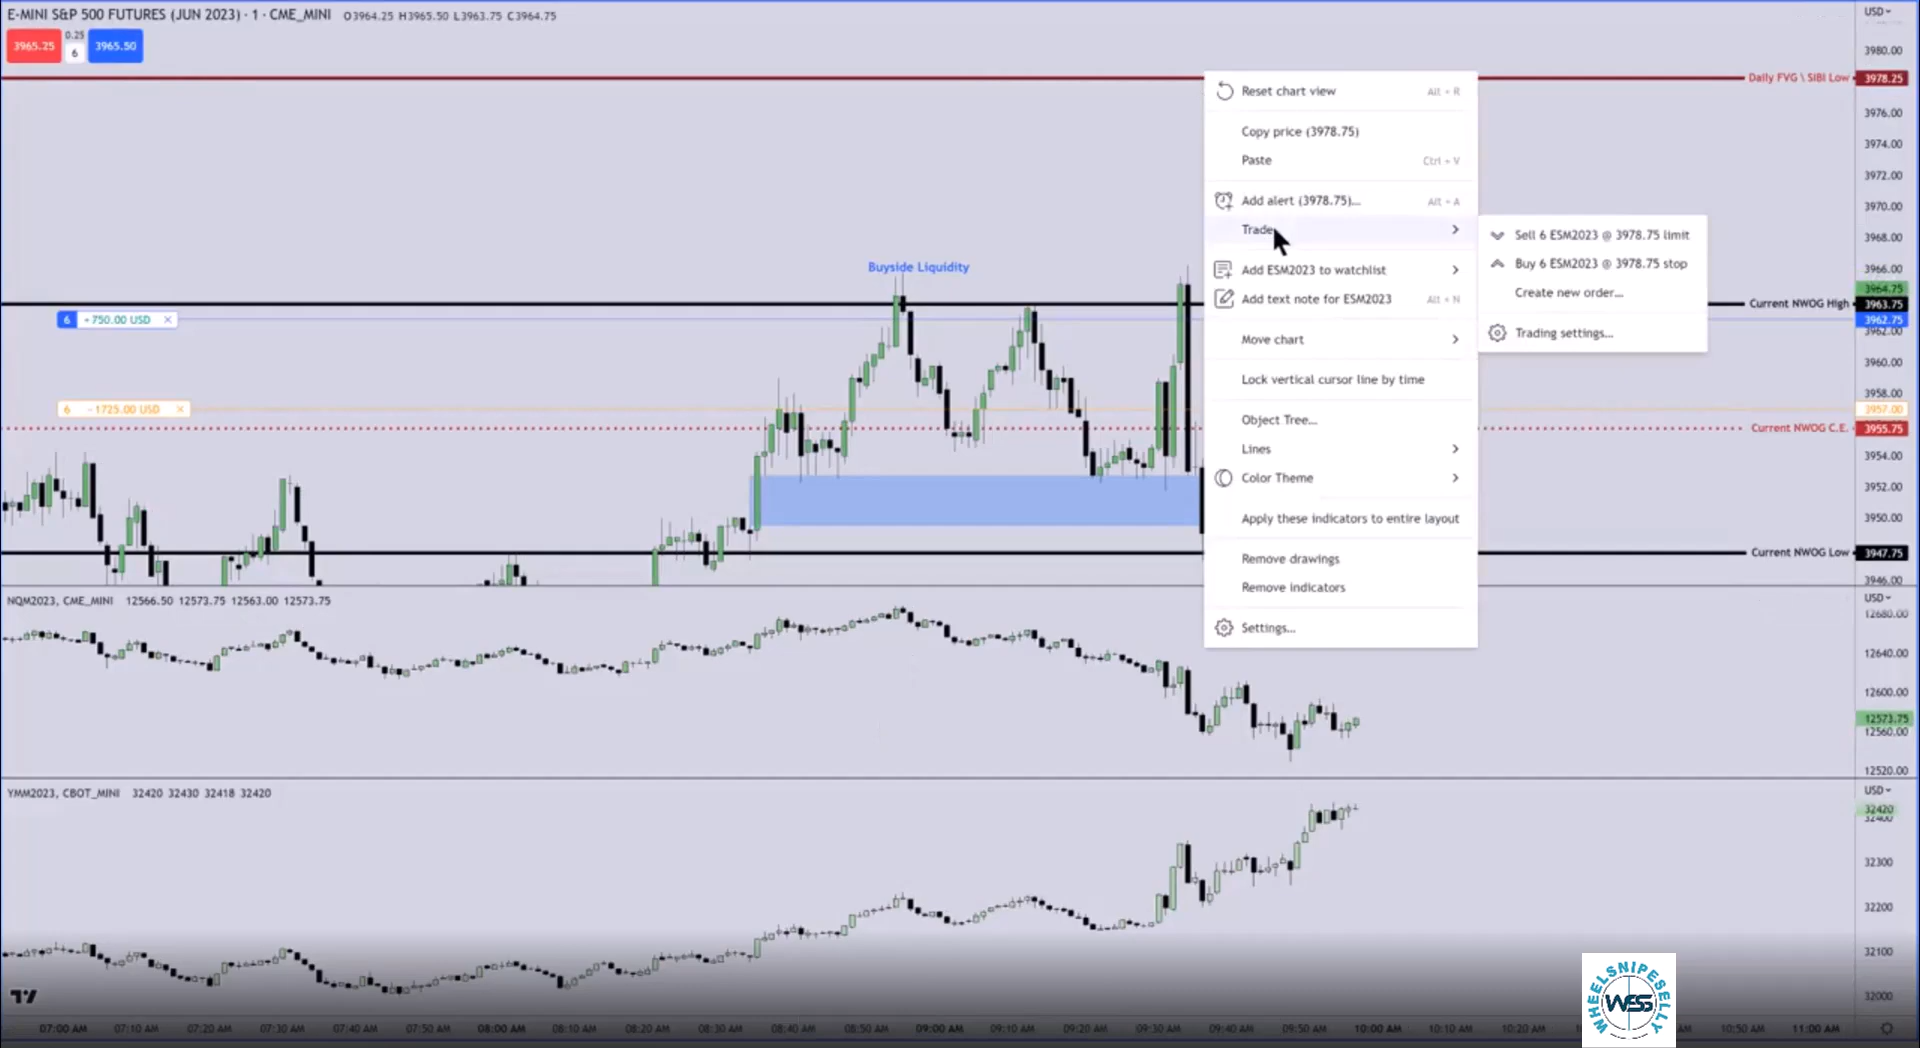 E-MINI S&P 500 FUTURES (JUN 2023) · 1 · CME_MINI O3964.25 H3965.50 L3963.75 C3964.75
USD
3965.25 0.25 6 3965.50
3980.00
Daily FVG \ SIBI Low 3978.25
3976.00
3974.00
3972.00
3970.00
3968.00
3966.00
3964.75
Current NWOG High 3963.75
3962.75
3962.00
3960.00
3958.00
3957.00
Current NWOG C.E. 3955.75
3954.00
3952.00
3950.00
Current NWOG Low 3947.75
3946.00
Buyside Liquidity
6 +750.00 USD ×
6 -1725.00 USD ×
Reset chart view Alt + R
Copy price (3978.75)
Paste Ctrl + V
Add alert (3978.75)... Alt + A
Trade
Add ESM2023 to watchlist
Add text note for ESM2023 Alt + N
Move chart
Lock vertical cursor line by time
Object Tree...
Lines
Color Theme
Apply these indicators to entire layout
Remove drawings
Remove indicators
Settings...
Sell 6 ESM2023 @ 3978.75 limit
Buy 6 ESM2023 @ 3978.75 stop
Create new order...
Trading settings...
NQM2023, CME_MINI 12566.50 12573.75 12563.00 12573.75
USD
12680.00
12640.00
12600.00
12573.75
12560.00
12520.00
YMM2023, CBOT_MINI 32420 32430 32418 32420
USD
32420
32400
32300
32200
32100
32000
07:00 AM 07:10 AM 07:20 AM 07:30 AM 07:40 AM 07:50 AM 08:00 AM 08:10 AM 08:20 AM 08:30 AM 08:40 AM 08:50 AM 09:00 AM 09:10 AM 09:20 AM 09:30 AM 09:40 AM 09:50 AM 10:00 AM 10:10 AM 10:20 AM AM 10:50 AM 11:00 AM
WHEELSNIPESELLY
WSS